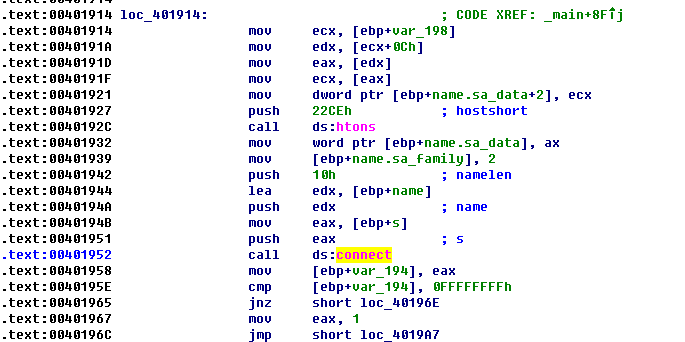 .text:00401914 loc_401914: ; CODE XREF: _main+8F↑j
.text:00401914 mov ecx, [ebp+var_198]
.text:0040191A mov edx, [ecx+0Ch]
.text:0040191D mov eax, [edx]
.text:0040191F mov ecx, [eax]
.text:00401921 mov dword ptr [ebp+name.sa_data+2], ecx
.text:00401927 push 22CEh ; hostshort
.text:0040192C call ds:htons
.text:00401932 mov word ptr [ebp+name.sa_data], ax
.text:00401939 mov [ebp+name.sa_family], 2
.text:00401942 push 10h ; namelen
.text:00401944 lea edx, [ebp+name]
.text:0040194A push edx ; name
.text:0040194B mov eax, [ebp+s]
.text:00401951 push eax ; s
.text:00401952 call ds:connect
.text:00401958 mov [ebp+var_194], eax
.text:0040195E cmp [ebp+var_194], 0FFFFFFFFh
.text:00401965 jnz short loc_40196E
.text:00401967 mov eax, 1
.text:0040196C jmp short loc_4019A7